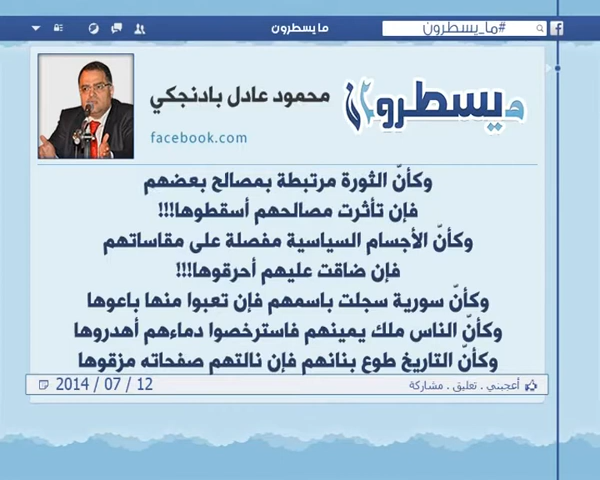 ما يسطرون
#ما_يسطرون
ما يسطرون
محمود عادل بادنجكي
facebook.com
وكأنّ الثورة مرتبطة بمصالح بعضهم
فإن تأثرت مصالحهم أسقطوها!!!
وكأنّ الأجسام السياسية مفصلة على مقاساتهم
فإن ضاقت عليهم أحرقوها!!!
وكأنّ سورية سجلت باسمهم فإن تعبوا منها باعوها
وكأنّ الناس ملك يمينهم فاسترخصوا دماءهم أهدروها
وكأنّ التاريخ طوع بنانهم فإن نالتهم صفحاته مزقوها
أعجبني . تعليق . مشاركة
2014 / 07 / 12